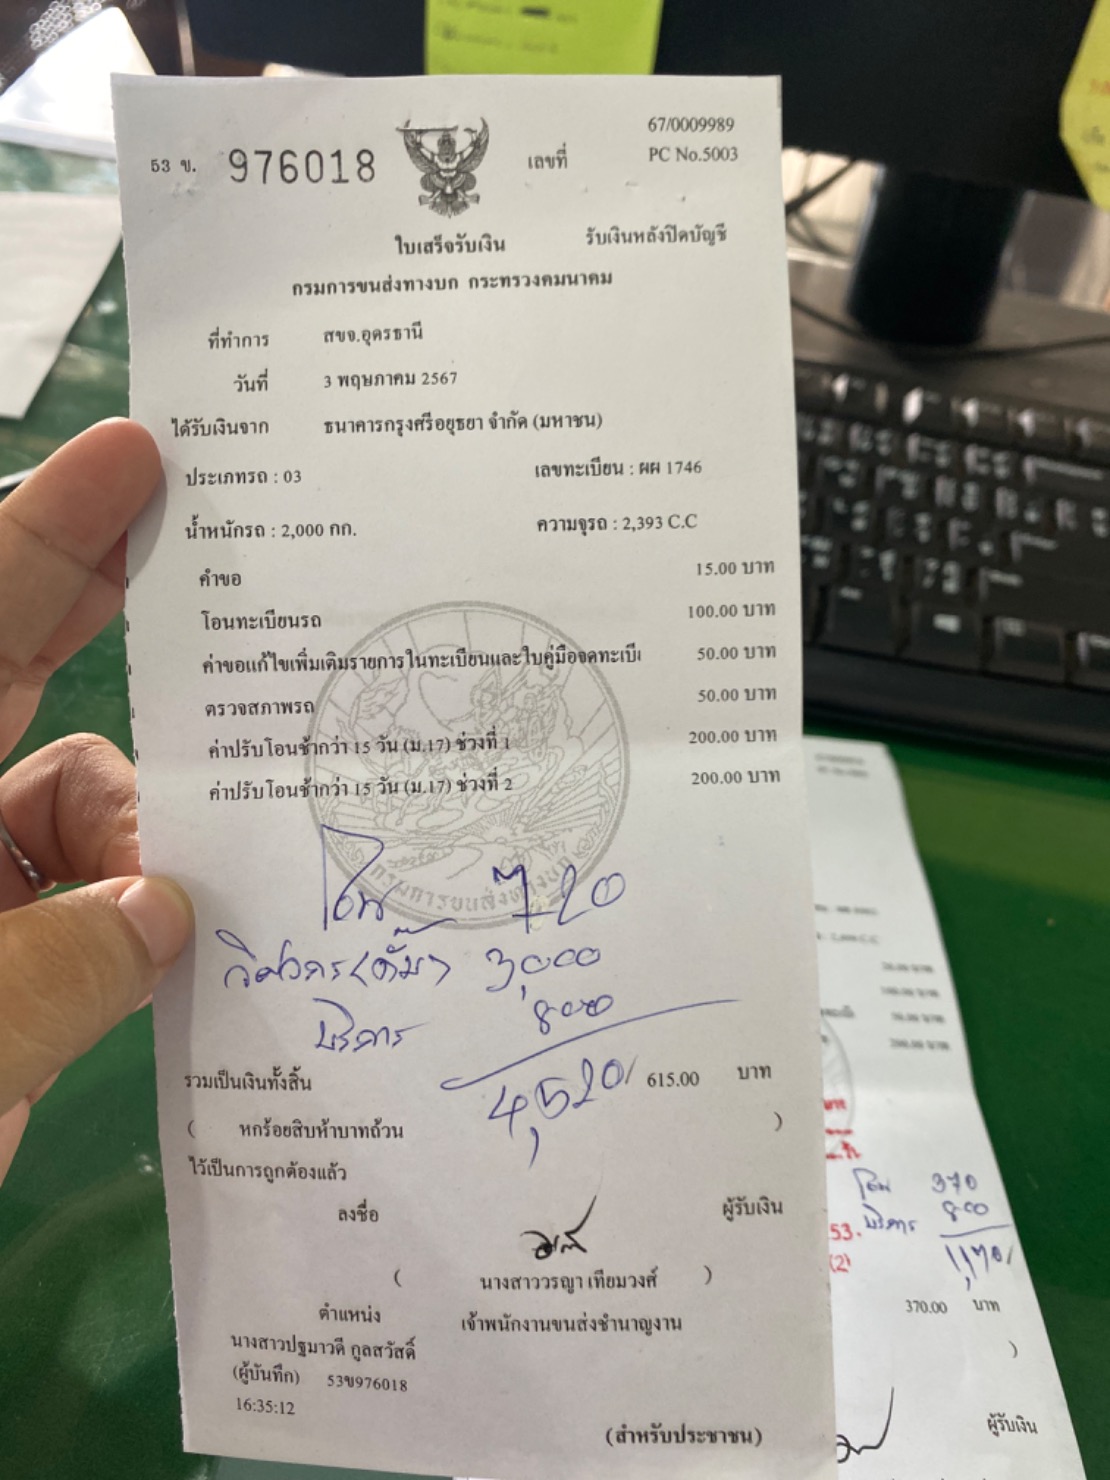 67/0009989
53 ข. 976018 เลขที่ PC No.5003
ใบเสร็จรับเงิน รับเงินหลังปิดบัญชี
กรมการขนส่งทางบก กระทรวงคมนาคม
ที่ทำการ สขจ.อุดรธานี
วันที่ 3 พฤษภาคม 2567
ได้รับเงินจาก ธนาคารกรุงศรีอยุธยา จำกัด (มหาชน)
ประเภทรถ : 03 เลขทะเบียน : ผผ 1746
น้ำหนักรถ : 2,000 กก. ความจุรถ : 2,393 C.C
คำขอ 15.00 บาท
โอนทะเบียนรถ 100.00 บาท
ค่าขอแก้ไขเพิ่มเติมรายการในทะเบียนและใบคู่มือจดทะเบี 50.00 บาท
ตรวจสภาพรถ 50.00 บาท
ค่าปรับโอนช้ากว่า 15 วัน (ม.17) ช่วงที่ 1 200.00 บาท
ค่าปรับโอนช้ากว่า 15 วัน (ม.17) ช่วงที่ 2 200.00 บาท
กรมการขนส่งทางบก
โอน 720
วิศวกร(ดั๊ม) 3,000
บริการ 800
4,520/
รวมเป็นเงินทั้งสิ้น 615.00 บาท
( หกร้อยสิบห้าบาทถ้วน )
ไว้เป็นการถูกต้องแล้ว
ลงชื่อ ผู้รับเงิน
( นางสาววรญา เทียมวงศ์ )
ตำแหน่ง เจ้าพนักงานขนส่งชำนาญงาน
นางสาวปฐมาวดี กูลสวัสดิ์
(ผู้บันทึก) 53ข976018
16:35:12
(สำหรับประชาชน)
โอน 370
บริการ 800
53.
1,170/
(2)
370.00 บาท
)
ผู้รับเงิน